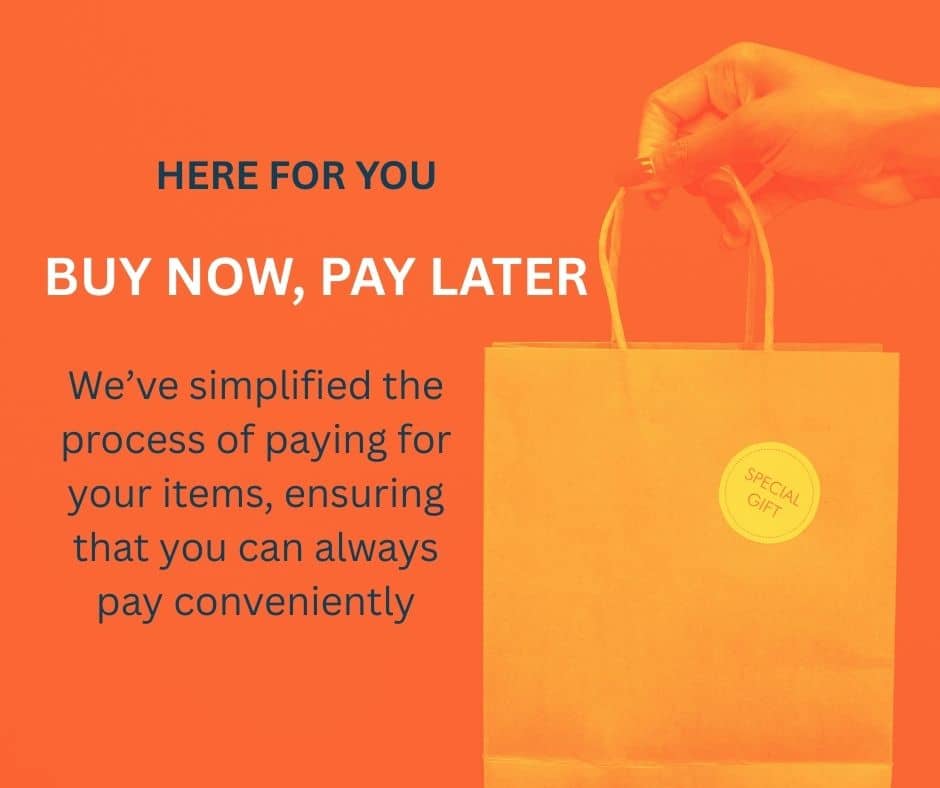 HERE FOR YOU
BUY NOW, PAY LATER
We’ve simplified the
process of paying for
your items, ensuring
that you can always
pay conveniently
SPECIAL
GIFT